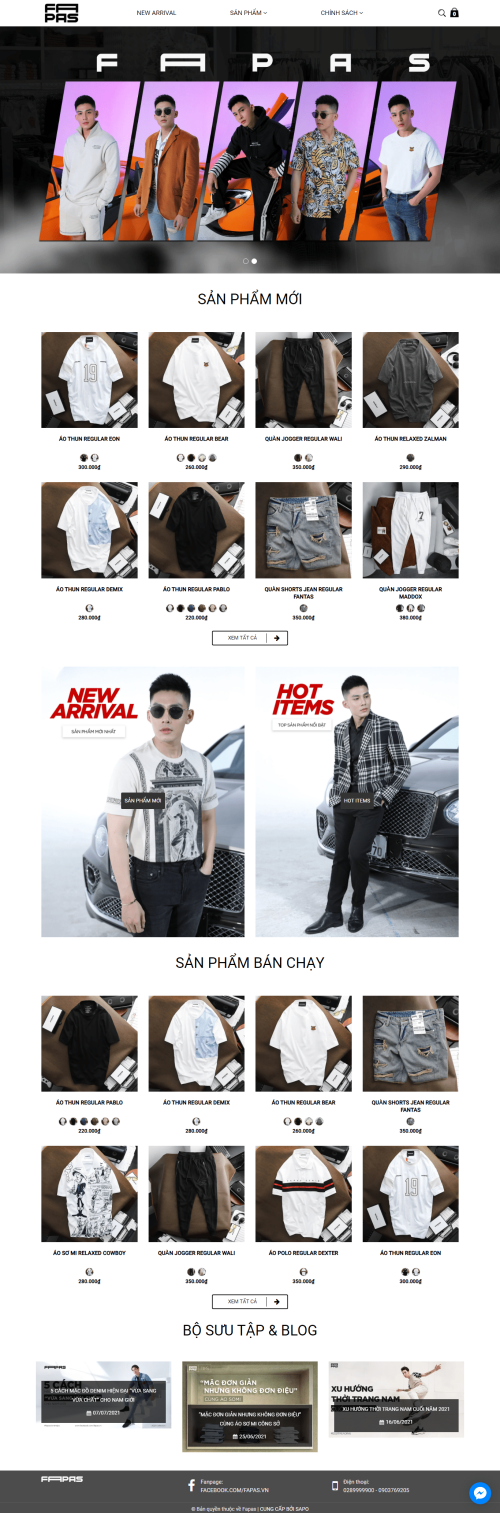 FAPAS
NEW ARRIVAL
SẢN PHẨM
CHÍNH SÁCH
0
FAPAS
SẢN PHẨM MỚI
ÁO THUN REGULAR EON
300.000₫
ÁO THUN REGULAR BEAR
260.000₫
QUẦN JOGGER REGULAR WALI
350.000₫
ÁO THUN RELAXED ZALMAN
290.000₫
ÁO THUN REGULAR DEMIX
280.000₫
ÁO THUN REGULAR PABLO
220.000₫
QUẦN SHORTS JEAN REGULAR
FANTAS
350.000₫
QUẦN JOGGER REGULAR
MADDOX
380.000₫
XEM TẤT CẢ
NEW
ARRIVAL
SẢN PHẨM MỚI NHẤT
SẢN PHẨM MỚI
HOT
ITEMS
TOP SẢN PHẨM NỔI BẬT
HOT ITEMS
SẢN PHẨM BÁN CHẠY
ÁO THUN REGULAR PABLO
220.000₫
ÁO THUN REGULAR DEMIX
280.000₫
ÁO THUN REGULAR BEAR
260.000₫
QUẦN SHORTS JEAN REGULAR
FANTAS
350.000₫
ÁO SƠ MI RELAXED COWBOY
280.000₫
QUẦN JOGGER REGULAR WALI
350.000₫
ÁO POLO REGULAR DEXTER
350.000₫
ÁO THUN REGULAR EON
300.000₫
XEM TẤT CẢ
BỘ SƯU TẬP & BLOG
FAPAS
5 CÁCH
5 CÁCH MẶC ĐỒ DENIM HIỆN ĐẠI "VỪA SANG
VỪA CHẤT" CHO NAM GIỚI
07/07/2021
"MẶC ĐƠN GIẢN
NHƯNG KHÔNG ĐƠN ĐIỆU"
CÙNG ÁO SƠMI
"MẶC ĐƠN GIẢN NHƯNG KHÔNG ĐƠN ĐIỆU"
CÙNG ÁO SƠ MI CÔNG SỞ
25/06/2021
XU HƯỚNG
THỜI TRANG NAM
XU HƯỚNG THỜI TRANG NAM CUỐI NĂM 2021
16/06/2021
FAPAS
Fanpage:
FACEBOOK.COM/FAPAS.VN
Điện thoại:
0289999900 - 0903769205
© Bản quyền thuộc về Fapas | CUNG CẤP BỞI SAPO